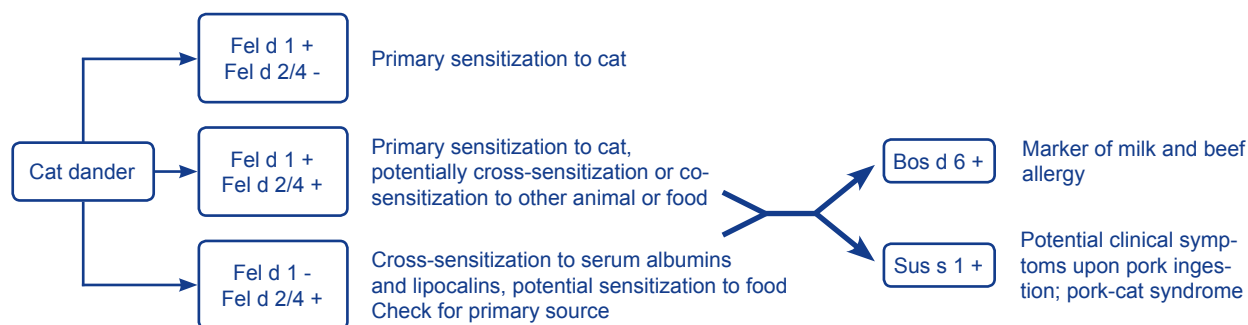 Fel d 1 +
Fel d 2/4 -
Primary sensitization to cat
Cat dander
Fel d 1 +
Fel d 2/4 +
Primary sensitization to cat,
potentially cross-sensitization or co-
sensitization to other animal or food
Fel d 1 -
Fel d 2/4 +
Cross-sensitization to serum albumins
and lipocalins, potential sensitization to food
Check for primary source
Bos d 6 +
Marker of milk and beef
allergy
Sus s 1 +
Potential clinical symp-
toms upon pork inges-
tion; pork-cat syndrome